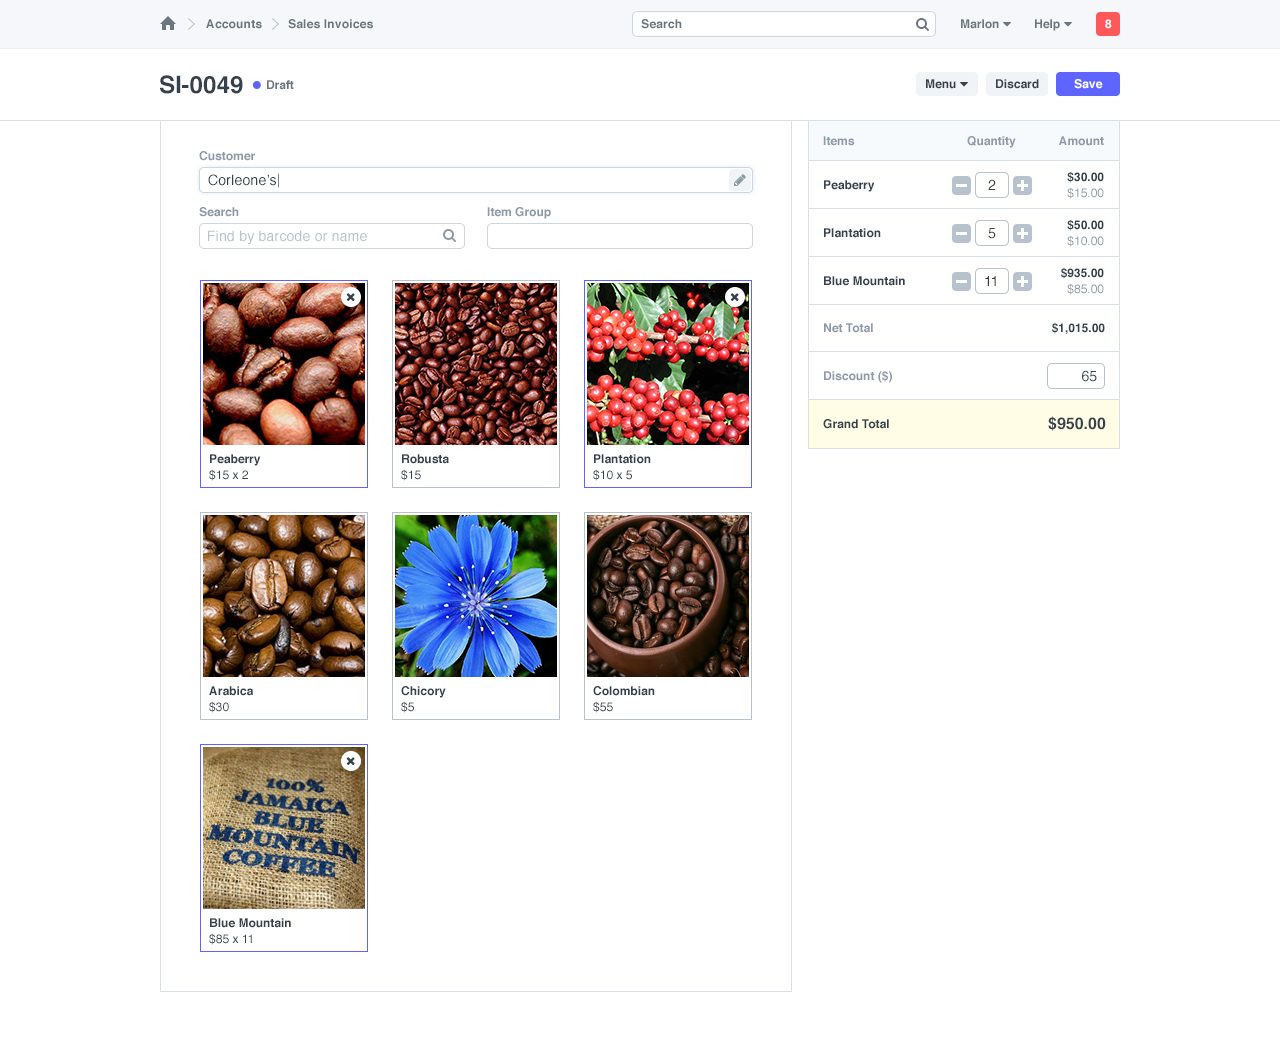 Accounts
Sales Invoices
Search
Marlon
Help
8
SI-0049
Draft
Menu
Discard
Save
Customer
Corleone's
Search
Item Group
Find by barcode or name
Peaberry
$15 x 2
Robusta
$15
Plantation
$10 x 5
Arabica
$30
Chicory
$5
Colombian
$55
100%
JAMAICA
BLUE
MOUNTAIN
COFFEE
Blue Mountain
$85 x 11
Items Quantity Amount
Peaberry 2 $30.00
$15.00
Plantation 5 $50.00
$10.00
Blue Mountain 11 $935.00
$85.00
Net Total $1,015.00
Discount ($) 65
Grand Total $950.00